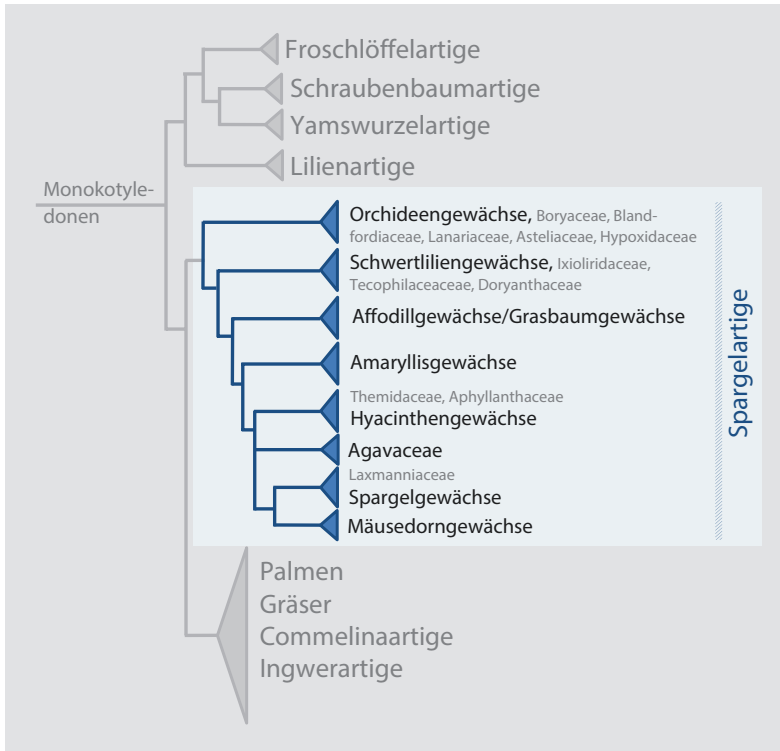 Froschlöffelartige
Schraubenbaumartige
Yamswurzelartige
Lilienartige
Monokotyle-
donen
Orchideengewächse, Boryaceae, Bland-
fordiaceae, Lanariaceae, Asteliaceae, Hypoxidaceae
Schwertliliengewächse, Ixioliridaceae,
Tecophilaceaceae, Doryanthaceae
Affodillgewächse/Grasbaumgewächse
Amaryllisgewächse
Themidaceae, Aphyllanthaceae
Hyacinthengewächse
Agavaceae
Laxmanniaceae
Spargelgewächse
Mäusedorngewächse
Spargelartige
Palmen
Gräser
Commelinaartige
Ingwerartige